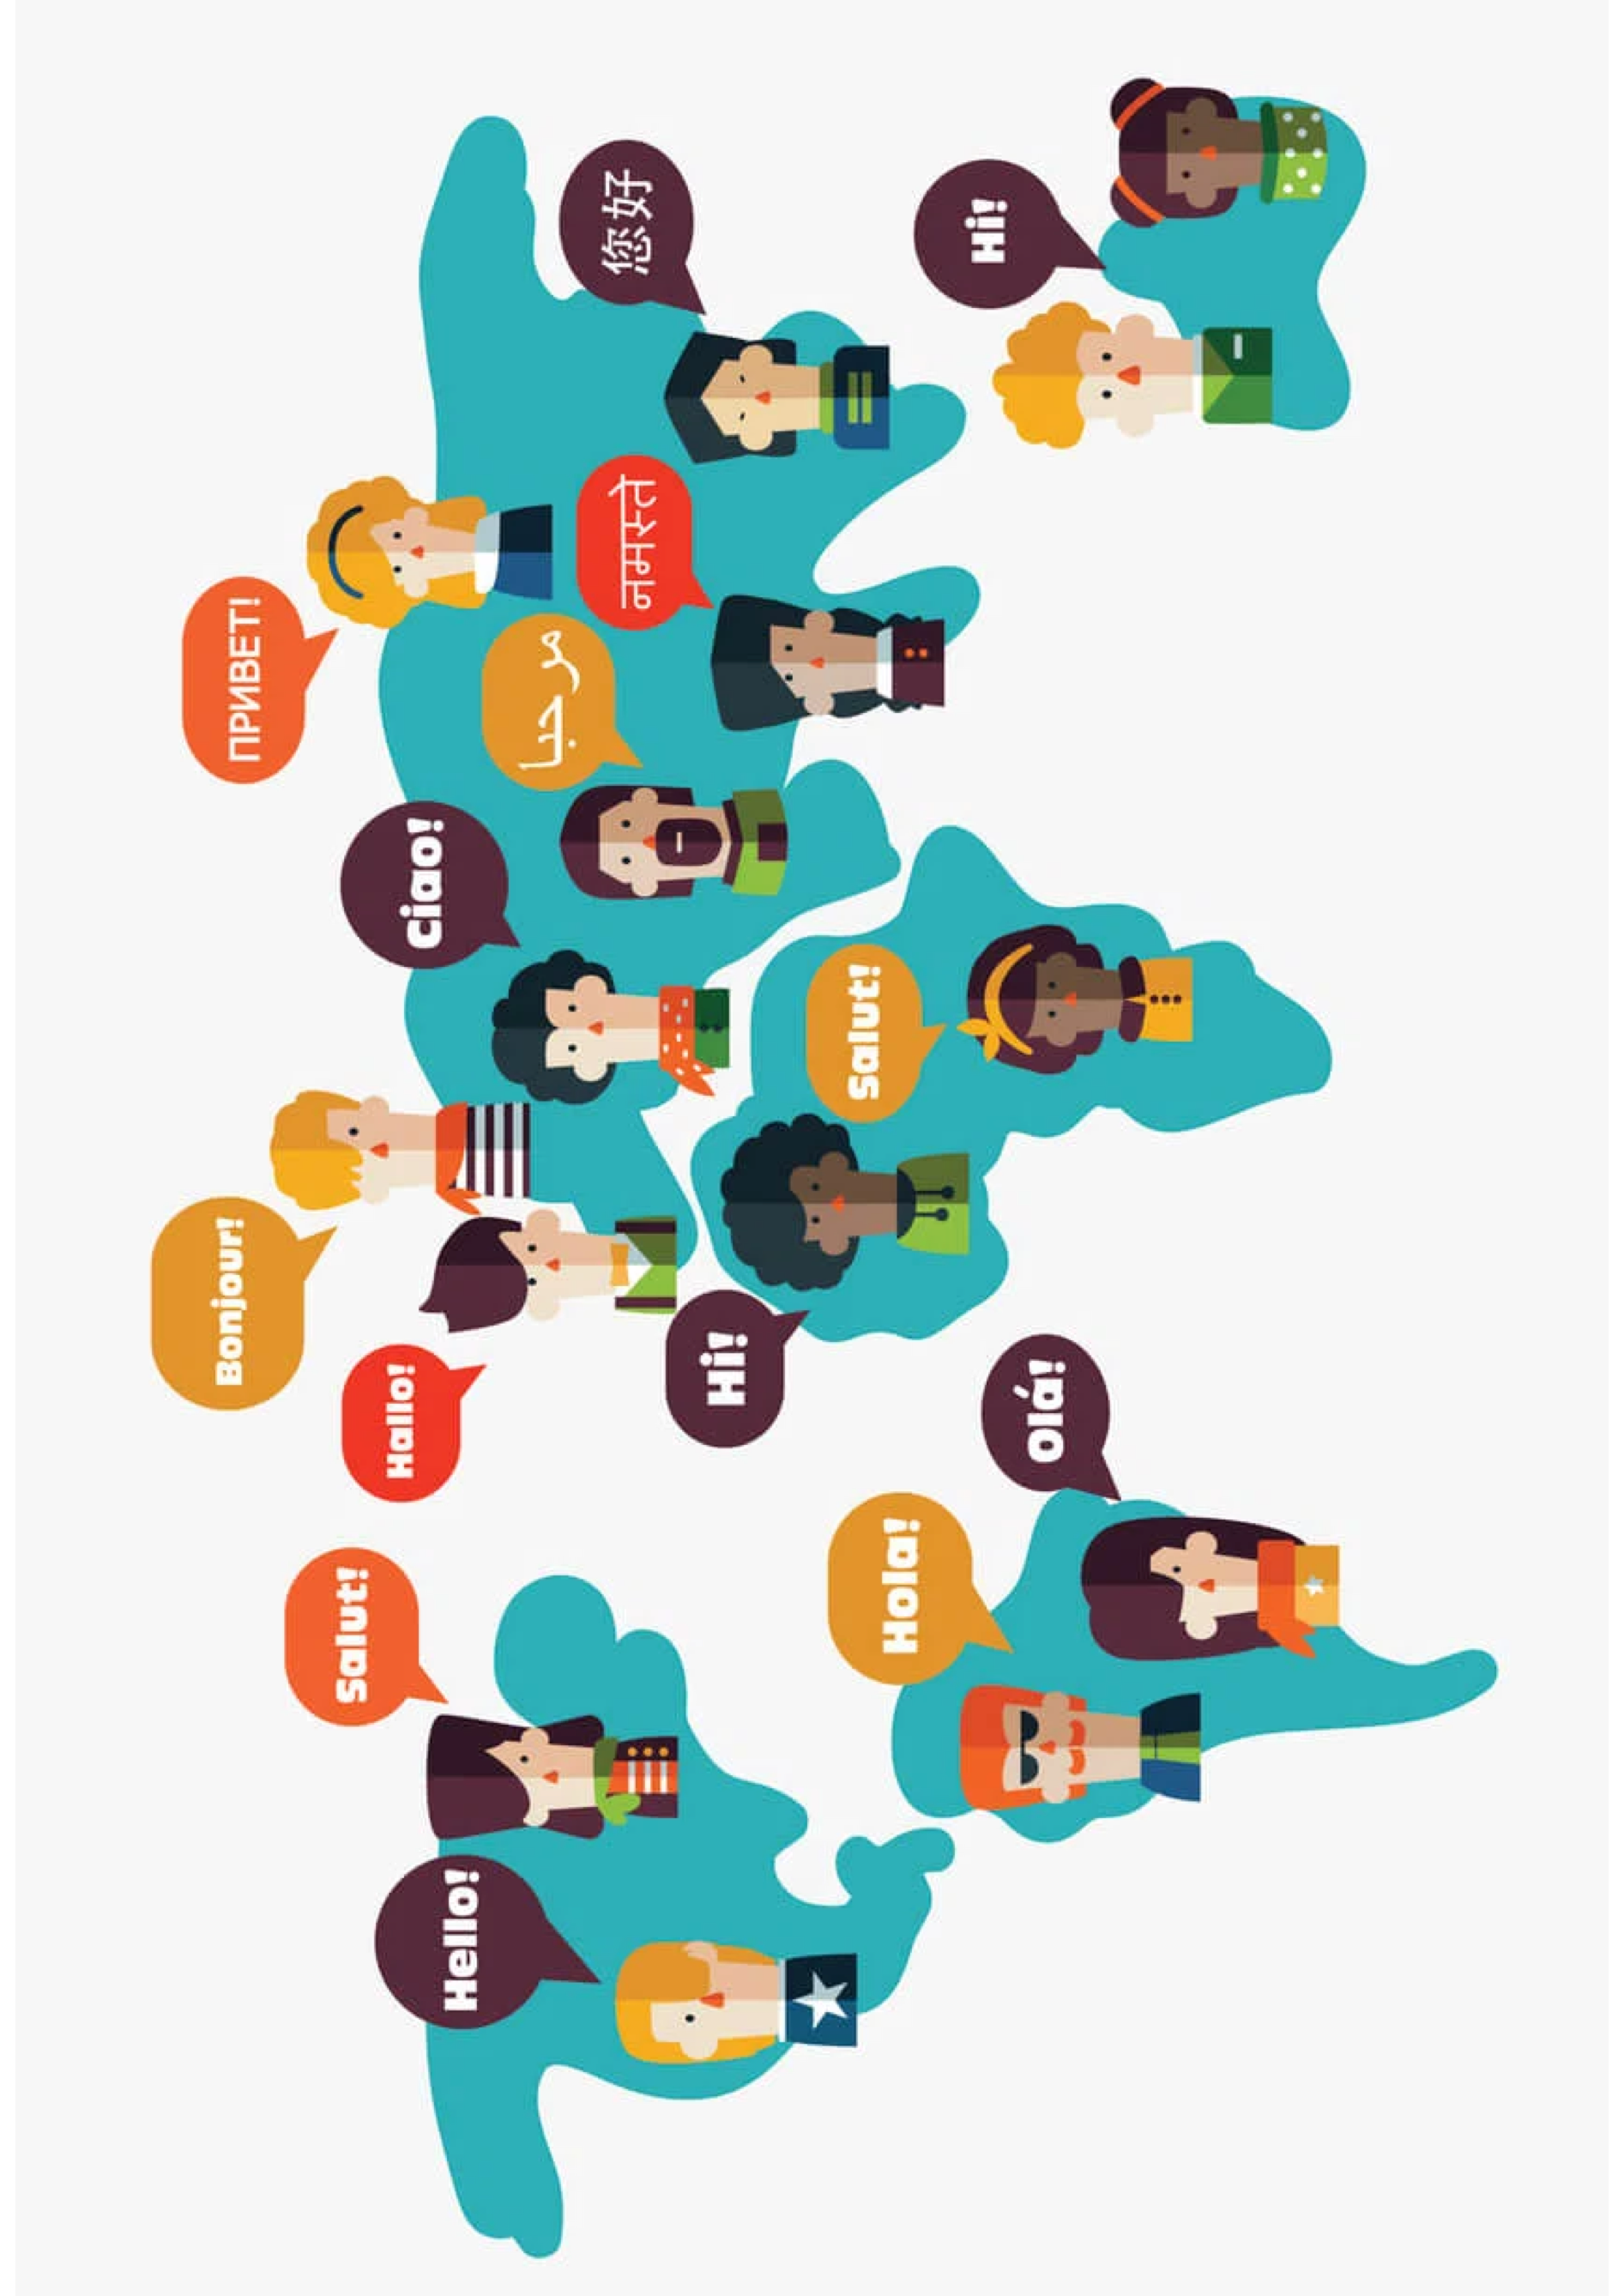 Hello!
Salut!
Hallo!
Bonjour!
Ciao!
ПРИВЕТ!
مرحبا
नमस्ते
您好
Hola!
Olá!
Hi!
Salut!
Hi!